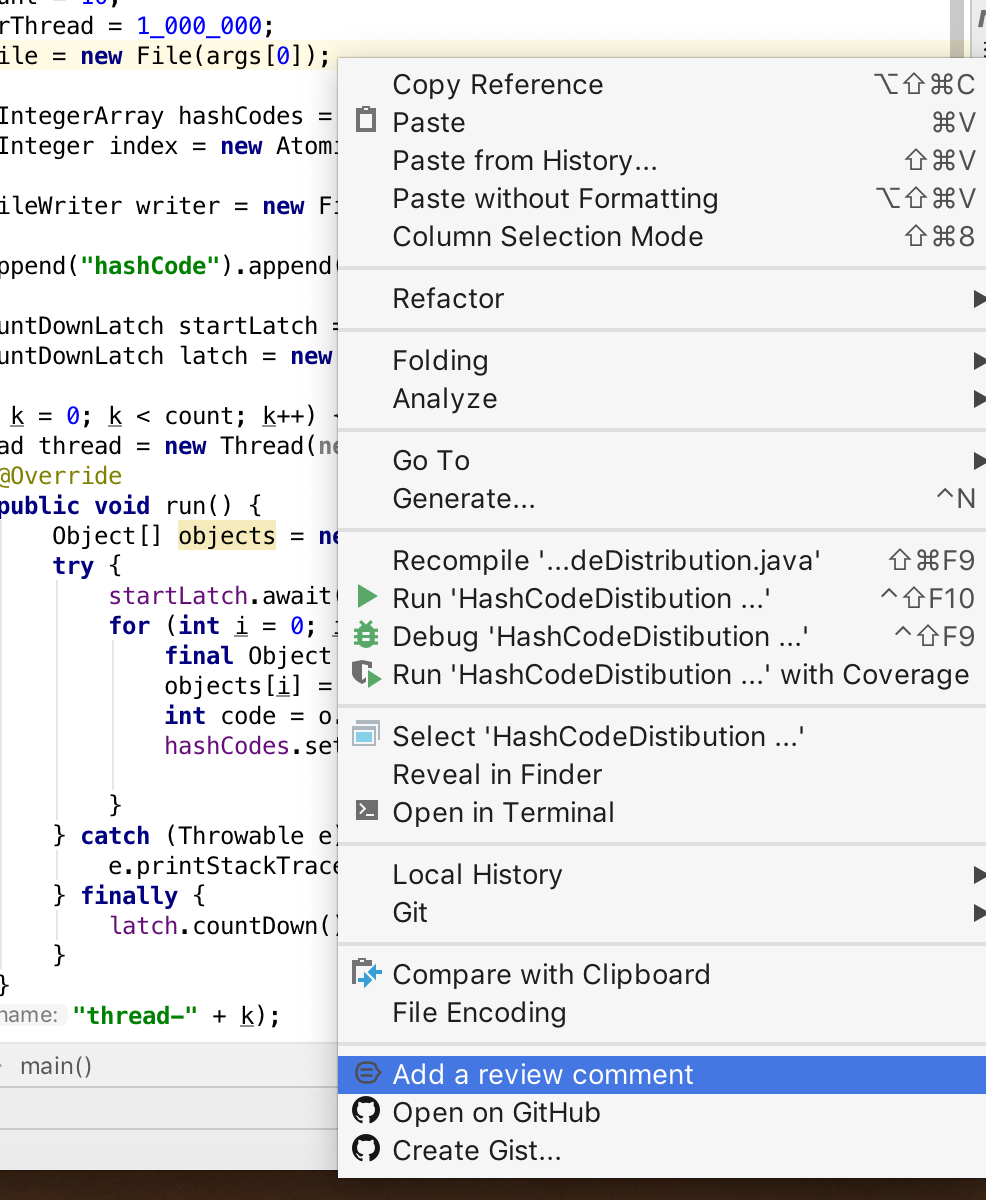 rThread = 1_000_000;
ile = new File(args[0]);
IntegerArray hashCodes =
Integer index = new Atomi
ileWriter writer = new Fi
ppend("hashCode").append(
untDownLatch startLatch =
untDownLatch latch = new
k = 0; k < count; k++) {
ad thread = new Thread(ne
@Override
public void run() {
Object[] objects = ne
try {
startLatch.await(
for (int i = 0; i
final Object
objects[i] =
int code = o.
hashCodes.set
}
} catch (Throwable e)
e.printStackTrace
} finally {
latch.countDown()
}
}
name: "thread-" + k);
main()
Copy Reference ⌥⇧⌘C
Paste ⌘V
Paste from History... ⇧⌘V
Paste without Formatting ⌥⇧⌘V
Column Selection Mode ⇧⌘8
Refactor
Folding
Analyze
Go To
Generate... ^N
Recompile '...deDistribution.java' ⇧⌘F9
Run 'HashCodeDistibution ...' ^⇧F10
Debug 'HashCodeDistibution ...' ^⇧F9
Run 'HashCodeDistibution ...' with Coverage
Select 'HashCodeDistibution ...'
Reveal in Finder
Open in Terminal
Local History
Git
Compare with Clipboard
File Encoding
Add a review comment
Open on GitHub
Create Gist...